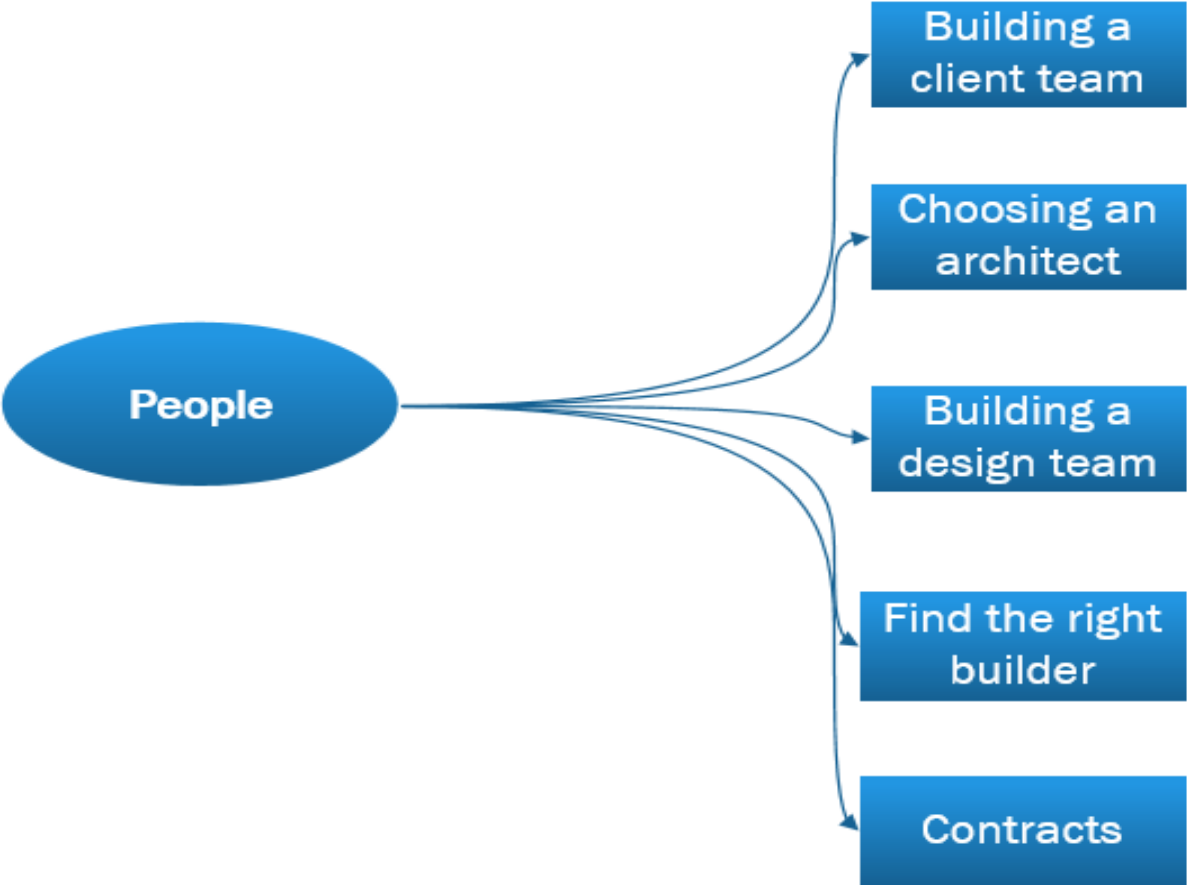 Building a
client team
Choosing an
architect
People
Building a
design team
Find the right
builder
Contracts